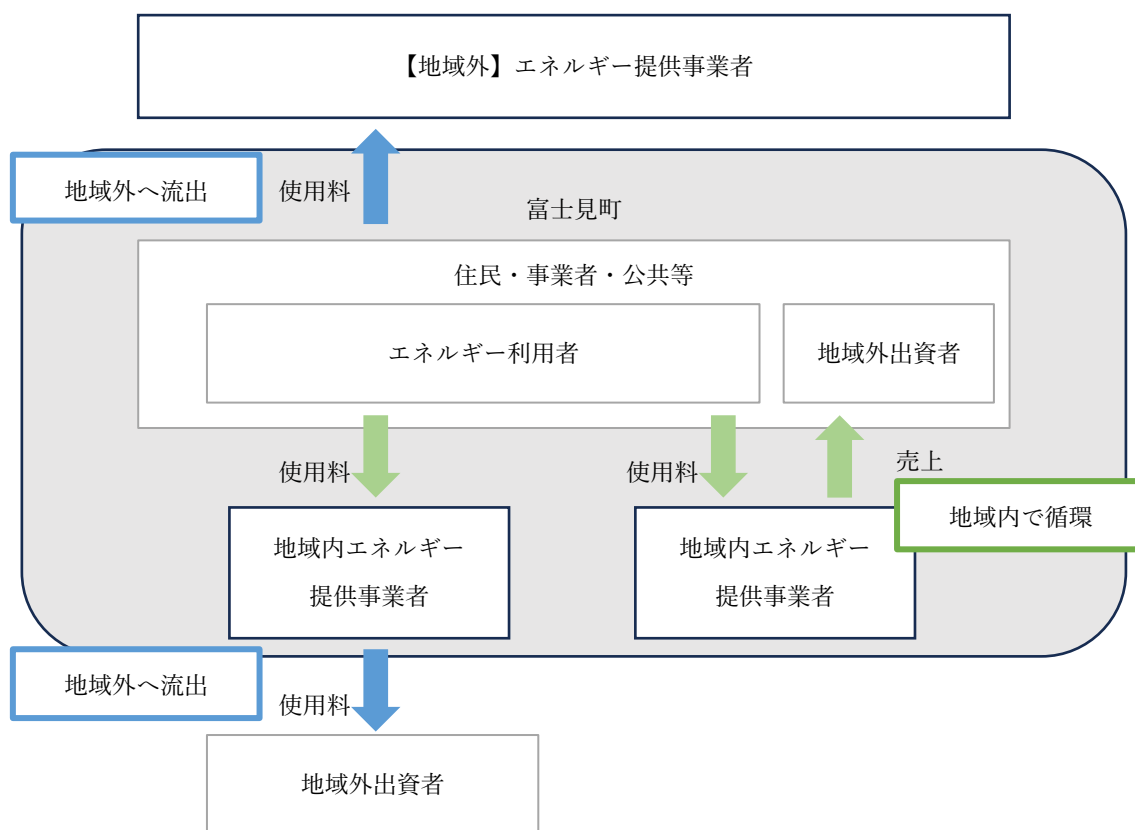 【地域外】エネルギー提供事業者
地域外へ流出
使用料
富士見町
住民・事業者・公共等
エネルギー利用者
地域外出資者
使用料
使用料
売上
地域内で循環
地域内エネルギー
提供事業者
地域内エネルギー
提供事業者
地域外へ流出
使用料
地域外出資者